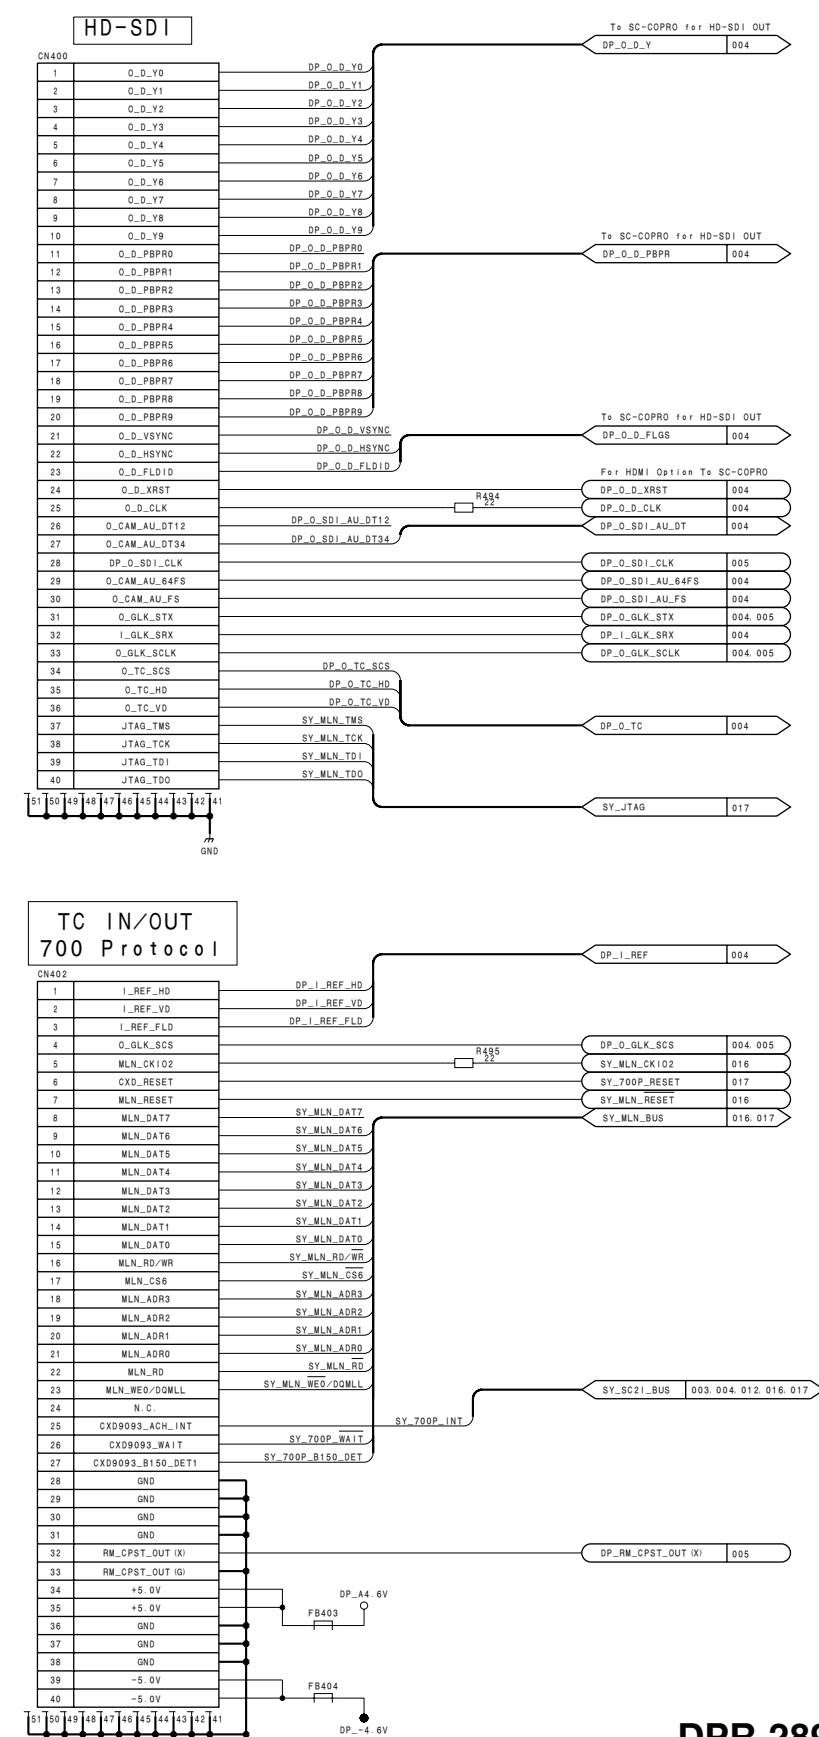 HD-SDI
To SC-COPRO for HD-SDI OUT
DP_O_D_Y 004
CN400
1 O_D_Y0 DP_O_D_Y0
2 O_D_Y1 DP_O_D_Y1
3 O_D_Y2 DP_O_D_Y2
4 O_D_Y3 DP_O_D_Y3
5 O_D_Y4 DP_O_D_Y4
6 O_D_Y5 DP_O_D_Y5
7 O_D_Y6 DP_O_D_Y6
8 O_D_Y7 DP_O_D_Y7
9 O_D_Y8 DP_O_D_Y8
10 O_D_Y9 DP_O_D_Y9
To SC-COPRO for HD-SDI OUT
11 O_D_PBPR0 DP_O_D_PBPR0 DP_O_D_PBPR 004
12 O_D_PBPR1 DP_O_D_PBPR1
13 O_D_PBPR2 DP_O_D_PBPR2
14 O_D_PBPR3 DP_O_D_PBPR3
15 O_D_PBPR4 DP_O_D_PBPR4
16 O_D_PBPR5 DP_O_D_PBPR5
17 O_D_PBPR6 DP_O_D_PBPR6
18 O_D_PBPR7 DP_O_D_PBPR7
19 O_D_PBPR8 DP_O_D_PBPR8
20 O_D_PBPR9 DP_O_D_PBPR9
To SC-COPRO for HD-SDI OUT
21 O_D_VSYNC DP_O_D_VSYNC DP_O_D_FLGS 004
22 O_D_HSYNC DP_O_D_HSYNC
23 O_D_FLDID DP_O_D_FLDID
For HDMI Option To SC-COPRO
24 O_D_XRST DP_O_D_XRST 004
25 O_D_CLK R494 22 DP_O_D_CLK 004
26 O_CAM_AU_DT12 DP_O_SDI_AU_DT12 DP_O_SDI_AU_DT 004
27 O_CAM_AU_DT34 DP_O_SDI_AU_DT34
28 DP_O_SDI_CLK DP_O_SDI_CLK 005
29 O_CAM_AU_64FS DP_O_SDI_AU_64FS 004
30 O_CAM_AU_FS DP_O_SDI_AU_FS 004
31 O_GLK_STX DP_O_GLK_STX 004, 005
32 I_GLK_SRX DP_I_GLK_SRX 004
33 O_GLK_SCLK DP_O_GLK_SCLK 004, 005
34 O_TC_SCS DP_O_TC_SCS
35 O_TC_HD DP_O_TC_HD
36 O_TC_VD DP_O_TC_VD
37 JTAG_TMS SY_MLN_TMS DP_O_TC 004
38 JTAG_TCK SY_MLN_TCK
39 JTAG_TDI SY_MLN_TDI
40 JTAG_TDO SY_MLN_TDO
51 50 49 48 47 46 45 44 43 42 41 SY_JTAG 017
GND
TC IN/OUT
700 Protocol
DP_I_REF 004
CN402
1 I_REF_HD DP_I_REF_HD
2 I_REF_VD DP_I_REF_VD
3 I_REF_FLD DP_I_REF_FLD
4 O_GLK_SCS DP_O_GLK_SCS 004, 005
5 MLN_CKIO2 R495 22 SY_MLN_CKIO2 016
6 CXD_RESET SY_700P_RESET 017
7 MLN_RESET SY_MLN_RESET 016
8 MLN_DAT7 SY_MLN_DAT7 SY_MLN_BUS 016, 017
9 MLN_DAT6 SY_MLN_DAT6
10 MLN_DAT5 SY_MLN_DAT5
11 MLN_DAT4 SY_MLN_DAT4
12 MLN_DAT3 SY_MLN_DAT3
13 MLN_DAT2 SY_MLN_DAT2
14 MLN_DAT1 SY_MLN_DAT1
15 MLN_DAT0 SY_MLN_DAT0
16 MLN_RD/WR SY_MLN_RD/WR
17 MLN_CS6 SY_MLN_CS6
18 MLN_ADR3 SY_MLN_ADR3
19 MLN_ADR2 SY_MLN_ADR2
20 MLN_ADR1 SY_MLN_ADR1
21 MLN_ADR0 SY_MLN_ADR0
22 MLN_RD SY_MLN_RD
23 MLN_WE0/DQMLL SY_MLN_WE0/DQMLL SY_SC2I_BUS 003, 004, 012, 016, 017
24 N.C.
25 CXD9093_ACH_INT SY_700P_INT
26 CXD9093_WAIT SY_700P_WAIT
27 CXD9093_B150_DET1 SY_700P_B150_DET
28 GND
29 GND
30 GND
31 GND
32 RM_CPST_OUT(X) DP_RM_CPST_OUT(X) 005
33 RM_CPST_OUT(G)
34 +5.0V DP_A4.6V
35 +5.0V FB403
36 GND
37 GND
38 GND
39 -5.0V FB404
40 -5.0V
51 50 49 48 47 46 45 44 43 42 41
DP_-4.6V